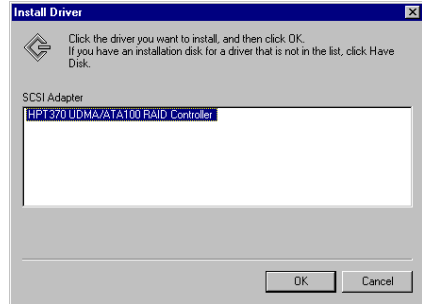 Install Driver
Click the driver you want to install, and then click OK.
If you have an installation disk for a driver that is not in the list, click Have
Disk.
SCSI Adapter
HPT370 UDMA/ATA100 RAID Controller
OK
Cancel